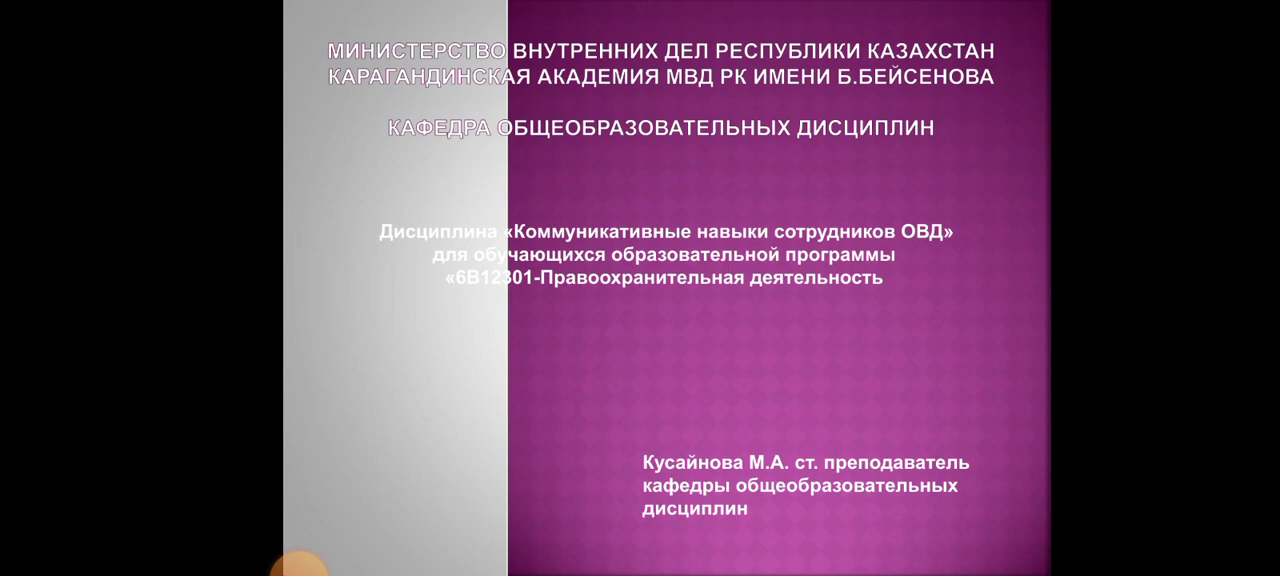 МИНИСТЕРСТВО ВНУТРЕННИХ ДЕЛ РЕСПУБЛИКИ КАЗАХСТАН
КАРАГАНДИНСКАЯ АКАДЕМИЯ МВД РК ИМЕНИ Б.БЕЙСЕНОВА
КАФЕДРА ОБЩЕОБРАЗОВАТЕЛЬНЫХ ДИСЦИПЛИН
Дисциплина «Коммуникативные навыки сотрудников ОВД»
для обучающихся образовательной программы
«6В12301-Правоохранительная деятельность
Кусайнова М.А. ст. преподаватель
кафедры общеобразовательных
дисциплин